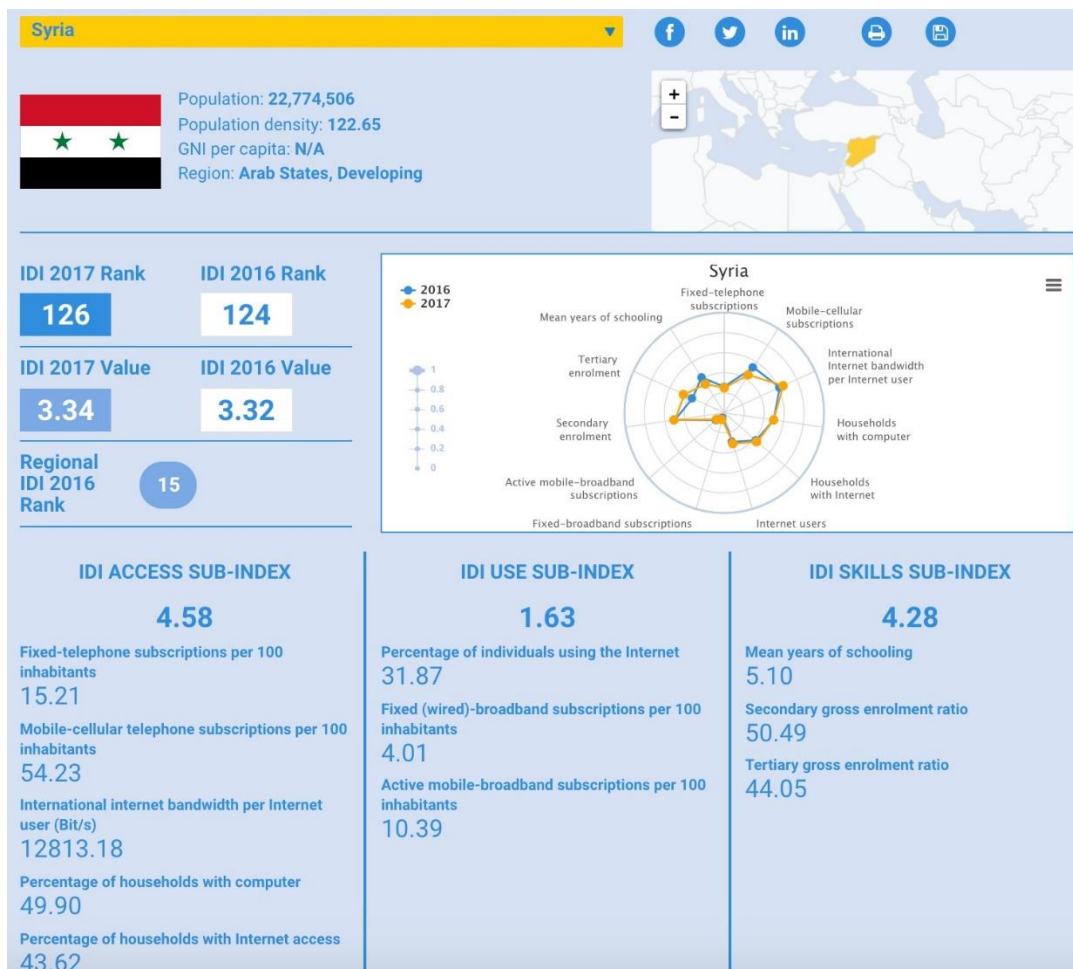 Syria
Population: 22,774,506
Population density: 122.65
GNI per capita: N/A
Region: Arab States, Developing
+
-
IDI 2017 Rank
126
IDI 2016 Rank
124
IDI 2017 Value
3.34
IDI 2016 Value
3.32
Regional
IDI 2016
Rank
15
Syria
2016
2017
1
0.8
0.6
0.4
0.2
0
Fixed-telephone
subscriptions
Mobile-cellular
subscriptions
International
Internet bandwidth
per Internet user
Households
with computer
Households
with Internet
Internet users
Fixed-broadband subscriptions
Active mobile-broadband
subscriptions
Secondary
enrolment
Tertiary
enrolment
Mean years of schooling
IDI ACCESS SUB-INDEX
4.58
Fixed-telephone subscriptions per 100
inhabitants
15.21
Mobile-cellular telephone subscriptions per 100
inhabitants
54.23
International internet bandwidth per Internet
user (Bit/s)
12813.18
Percentage of households with computer
49.90
Percentage of households with Internet access
43.62
IDI USE SUB-INDEX
1.63
Percentage of individuals using the Internet
31.87
Fixed (wired)-broadband subscriptions per 100
inhabitants
4.01
Active mobile-broadband subscriptions per 100
inhabitants
10.39
IDI SKILLS SUB-INDEX
4.28
Mean years of schooling
5.10
Secondary gross enrolment ratio
50.49
Tertiary gross enrolment ratio
44.05